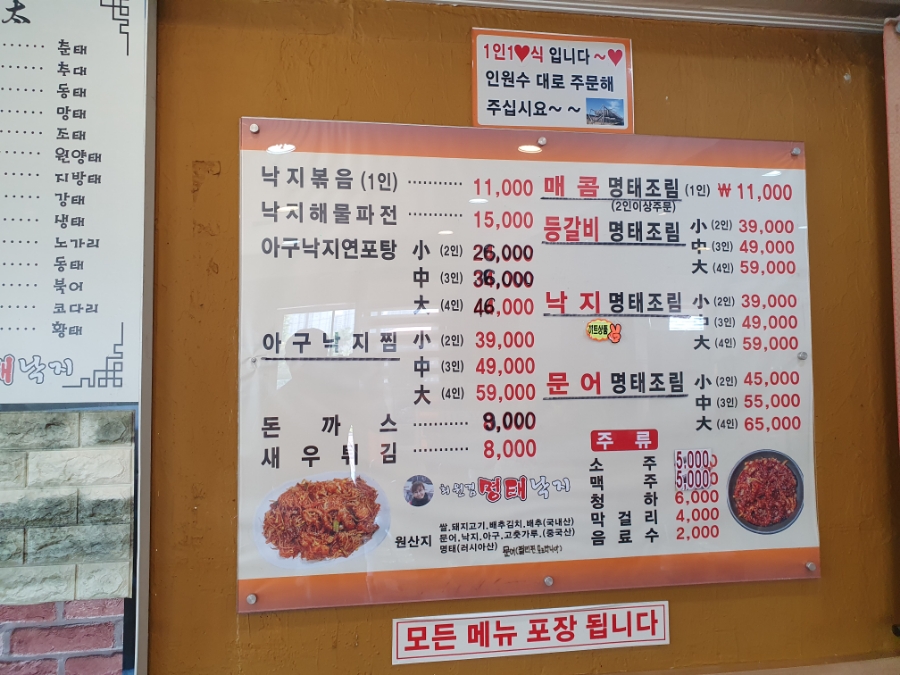 太
춘태
추태
동태
망태
조태
원양태
지방태
강태
생태
노가리
동태
북어
코다리
황태
낙지
1인1♥식 입니다~♥
인원수 대로 주문해
주십시요~ ~
낙지볶음 (1인) ············ 11,000
낙지해물파전 ············ 15,000
아구낙지연포탕 小 (2인) 26,000
中 (3인) 36,000
大 (4인) 46,000
아구낙지찜 小 (2인) 39,000
中 (3인) 49,000
大 (4인) 59,000
돈까스 ············ 9,000
새우튀김 ············ 8,000
매콤 명태조림 (1인) ₩ 11,000
(2인이상주문)
등갈비 명태조림 小 (2인) 39,000
中 (3인) 49,000
大 (4인) 59,000
낙지 명태조림 小 (2인) 39,000
中 (3인) 49,000
히트상품 大 (4인) 59,000
문어 명태조림 小 (2인) 45,000
中 (3인) 55,000
大 (4인) 65,000
주류
소주 5,000
맥주 5,000
청하 6,000
막걸리 4,000
음료수 2,000
명태낙지
원산지
쌀,돼지고기,배추김치,배추(국내산)
문어,낙지,아구,고춧가루,(중국산)
명태(러시아산)
모든 메뉴 포장 됩니다